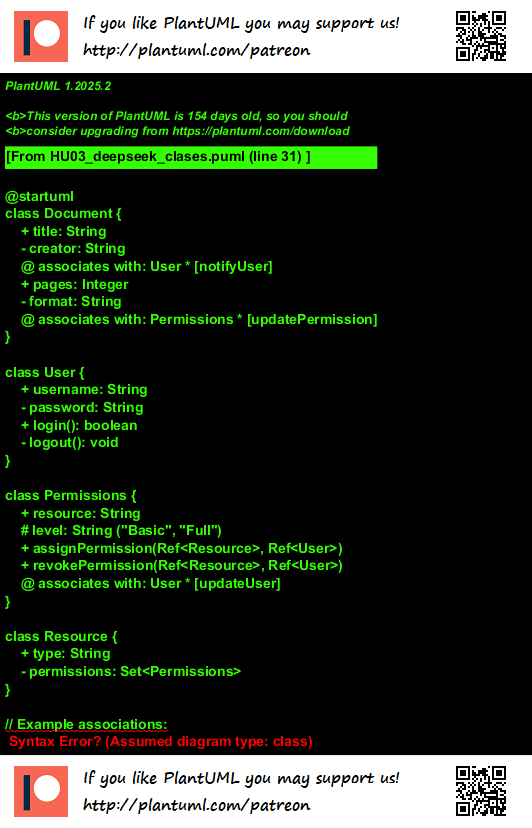 If you like PlantUML you may support us!
http://plantuml.com/patreon
PlantUML 1.2025.2
<b>This version of PlantUML is 154 days old, so you should
<b>consider upgrading from https://plantuml.com/download
[From HU03_deepseek_clases.puml (line 31) ]
@startuml
class Document {
+ title: String
- creator: String
@ associates with: User * [notifyUser]
+ pages: Integer
- format: String
@ associates with: Permissions * [updatePermission]
}
class User {
+ username: String
- password: String
+ login(): boolean
- logout(): void
}
class Permissions {
+ resource: String
# level: String ("Basic", "Full")
+ assignPermission(Ref<Resource>, Ref<User>)
+ revokePermission(Ref<Resource>, Ref<User>)
@ associates with: User * [updateUser]
}
class Resource {
+ type: String
- permissions: Set<Permissions>
}
// Example associations:
Syntax Error? (Assumed diagram type: class)
If you like PlantUML you may support us!
http://plantuml.com/patreon